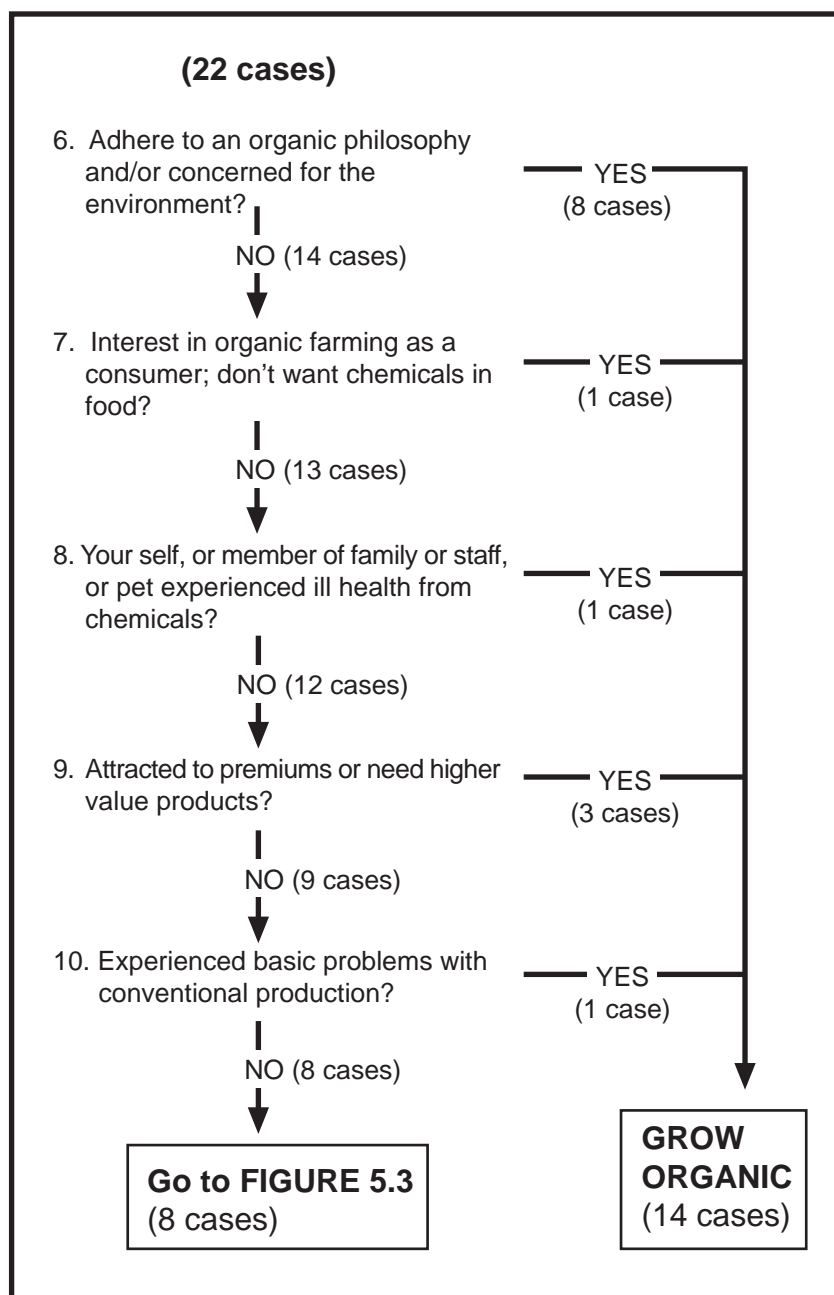 (22 cases)
6. Adhere to an organic philosophy
and/or concerned for the
environment?
YES
(8 cases)
NO (14 cases)
7. Interest in organic farming as a
consumer; don't want chemicals in
food?
YES
(1 case)
NO (13 cases)
8. Your self, or member of family or staff,
or pet experienced ill health from
chemicals?
YES
(1 case)
NO (12 cases)
9. Attracted to premiums or need higher
value products?
YES
(3 cases)
NO (9 cases)
10. Experienced basic problems with
conventional production?
YES
(1 case)
NO (8 cases)
Go to FIGURE 5.3
(8 cases)
GROW
ORGANIC
(14 cases)